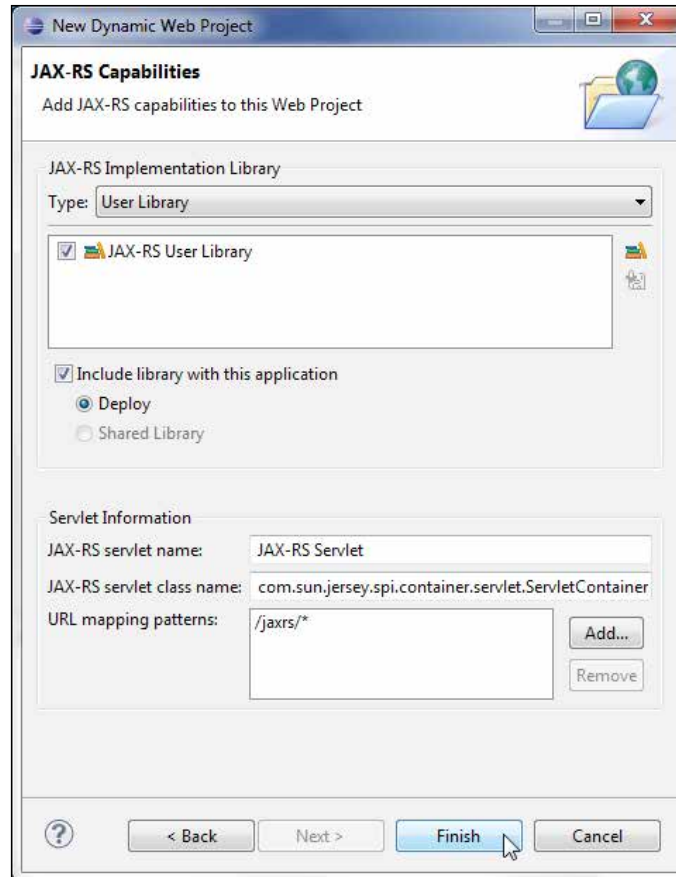 New Dynamic Web Project
JAX-RS Capabilities
Add JAX-RS capabilities to this Web Project
JAX-RS Implementation Library
Type: User Library
JAX-RS User Library
Include library with this application
Deploy
Shared Library
Servlet Information
JAX-RS servlet name: JAX-RS Servlet
JAX-RS servlet class name: com.sun.jersey.spi.container.servlet.ServletContainer
URL mapping patterns: /jaxrs/*
Add...
Remove
? < Back Next > Finish Cancel